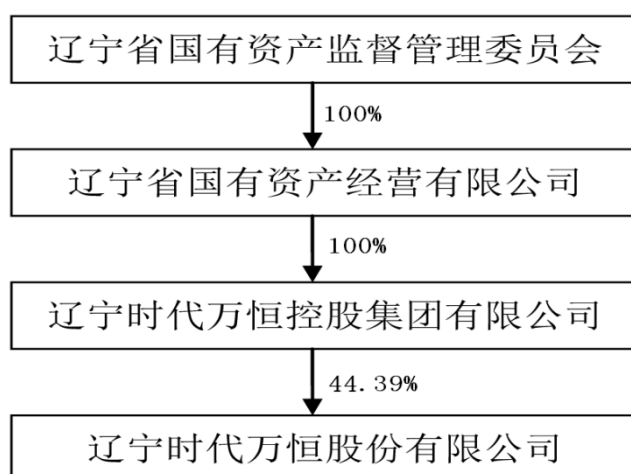 辽宁省国有资产监督管理委员会
100%
辽宁省国有资产经营有限公司
100%
辽宁时代万恒控股集团有限公司
44.39%
辽宁时代万恒股份有限公司